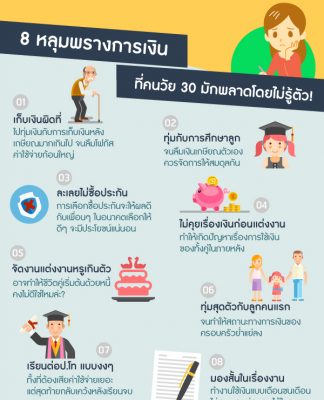 8 หลุมพรางการเงิน
ที่คนวัย 30 มักพลาดโดยไม่รู้ตัว!
01
เก็บเงินผิดที่
ไปทุ่มเงินกับการเก็บเงินหลัง
เกษียณมากเกินไป จนลืมโฟกัส
ค่าใช้จ่ายก้อนใหญ่
02
ทุ่มกับการศึกษาลูก
จนลืมเงินเกษียณตัวเอง
ควรจัดการให้สมดุลกัน
03
ละเลยไม่ซื้อประกัน
การเลือกซื้อประกันจะให้ผลดี
กับเพื่อนๆ ในอนาคตเลือกให้
ดีๆ จะมีประโยชน์แน่นอน
04
ไม่คุยเรื่องเงินก่อนแต่งงาน
ทำให้เกิดปัญหาเรื่องการใช้เงิน
ของทั้งคู่ในภายหลัง
05
จัดงานแต่งงานหรูเกินตัว
อาจทำให้ชีวิตคู่เริ่มต้นด้วยหนี้
คงไม่ดีใช่ไหมล่ะ?
06
ทุ่มสุดตัวกับลูกคนแรก
จนทำให้สถานะทางการเงินของ
ครอบครัวย่ำแย่ลง
07
เรียนต่อป.โท แบบงงๆ
ทั้งที่ต้องเสียค่าใช้จ่ายเยอะ
แต่สุดท้ายกลับเคว้งหลังเรียนจบ
08
มองสั้นในเรื่องงาน
ทำงานใช้เงินแบบเดือนชนเดือน